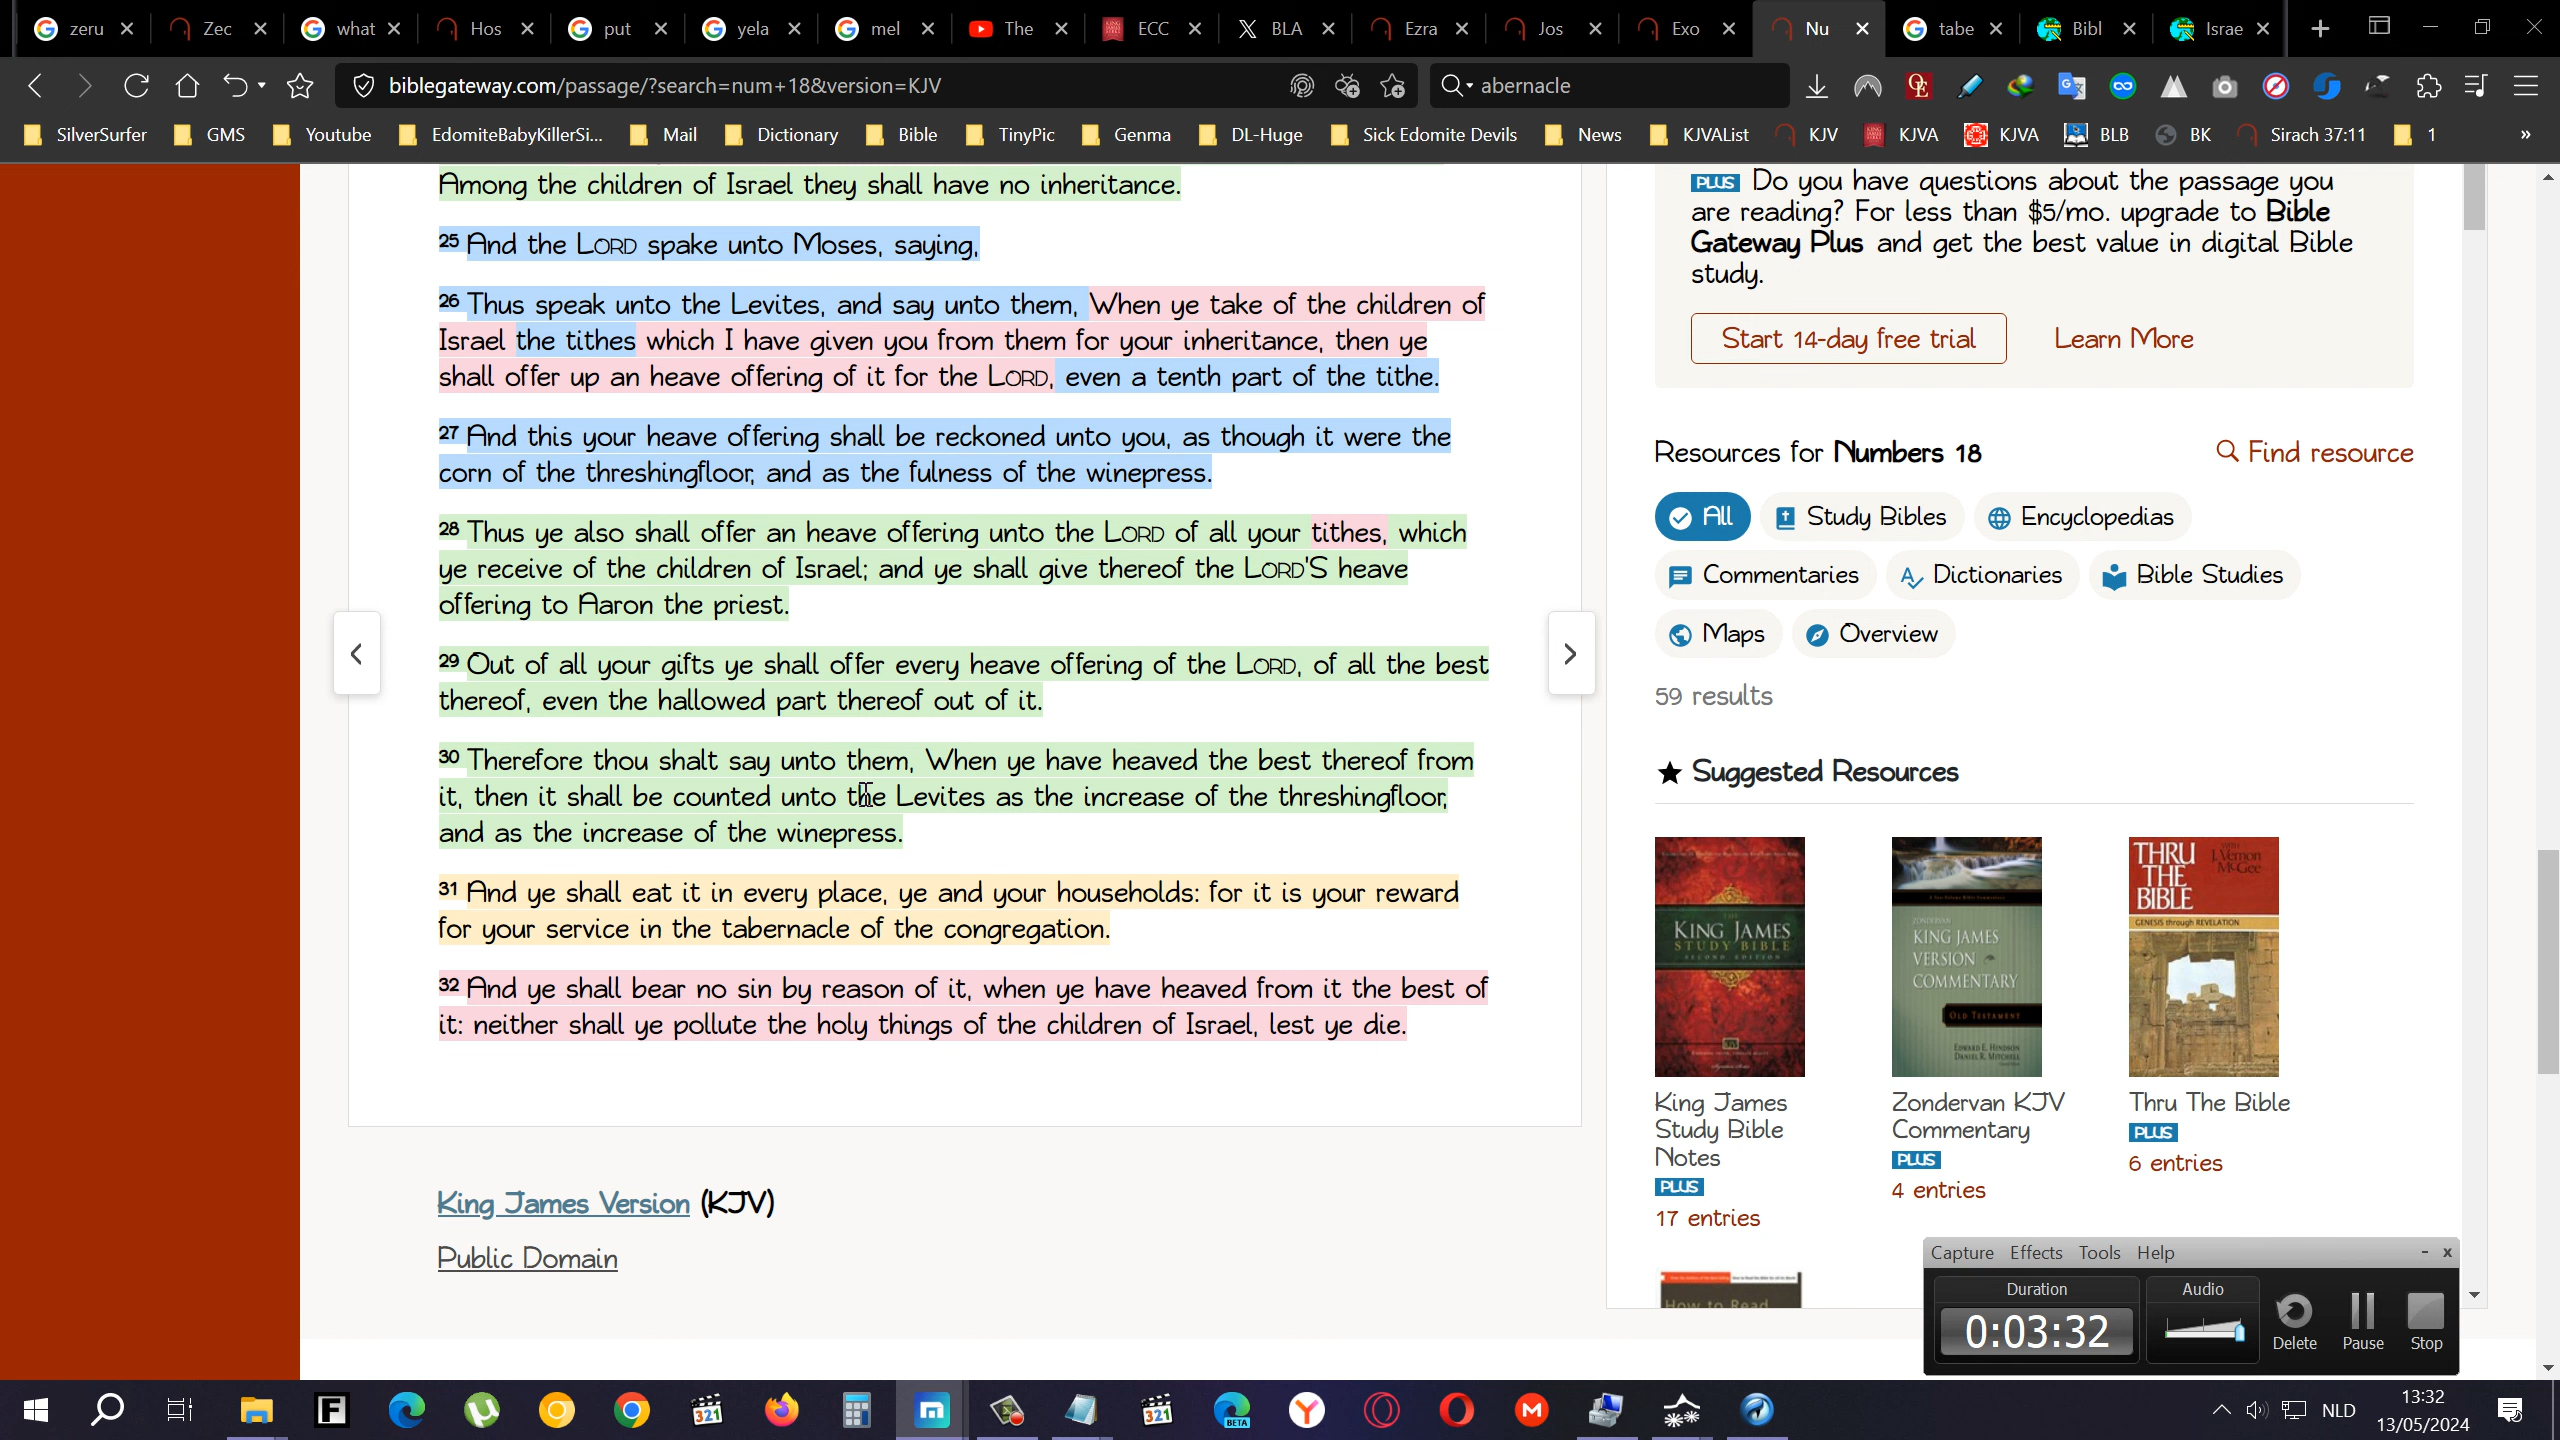 zeru
Zec
what
Hos
put
yela
mel
The
ECC
BLA
Ezra
Jos
Exo
Nu
tabe
Bibl
Israe
biblegateway.com/passage/?search=num+18&version=KJV
abernacle
SilverSurfer
GMS
Youtube
EdomiteBabyKillerSi...
Mail
Dictionary
Bible
TinyPic
Genma
DL-Huge
Sick Edomite Devils
News
KJVAList
KJV
KJVA
KJVA
BLB
BK
Sirach 37:11
1
»
Among the children of Israel they shall have no inheritance.
25 And the LORD spake unto Moses, saying,
26 Thus speak unto the Levites, and say unto them, When ye take of the children of
Israel the tithes which I have given you from them for your inheritance, then ye
shall offer up an heave offering of it for the LORD, even a tenth part of the tithe.
27 And this your heave offering shall be reckoned unto you, as though it were the
corn of the threshingfloor, and as the fulness of the winepress.
28 Thus ye also shall offer an heave offering unto the LORD of all your tithes, which
ye receive of the children of Israel; and ye shall give thereof the LORD'S heave
offering to Aaron the priest.
29 Out of all your gifts ye shall offer every heave offering of the LORD, of all the best
thereof, even the hallowed part thereof out of it.
30 Therefore thou shalt say unto them, When ye have heaved the best thereof from
it, then it shall be counted unto the Levites as the increase of the threshingfloor,
and as the increase of the winepress.
31 And ye shall eat it in every place, ye and your households: for it is your reward
for your service in the tabernacle of the congregation.
32 And ye shall bear no sin by reason of it, when ye have heaved from it the best of
it: neither shall ye pollute the holy things of the children of Israel, lest ye die.
King James Version (KJV)
Public Domain
PLUS Do you have questions about the passage you
are reading? For less than $5/mo. upgrade to Bible
Gateway Plus and get the best value in digital Bible
study.
Start 14-day free trial
Learn More
Resources for Numbers 18
Find resource
All
Study Bibles
Encyclopedias
Commentaries
Dictionaries
Bible Studies
Maps
Overview
59 results
Suggested Resources
KING JAMES
STUDY BIBLE
SECOND EDITION
ZONDERVAN
KING JAMES
VERSION
COMMENTARY
OLD TESTAMENT
EDWARD E. HINDSON
DANIEL R. MITCHELL
THRU
THE
BIBLE
J. Vernon
McGee
GENESIS through REVELATION
King James
Study Bible
Notes
PLUS
17 entries
Zondervan KJV
Commentary
PLUS
4 entries
Thru The Bible
PLUS
6 entries
How to Read
Capture
Effects
Tools
Help
Duration
0:03:32
Audio
Delete
Pause
Stop
321
321
BETA
NLD
13:32
13/05/2024